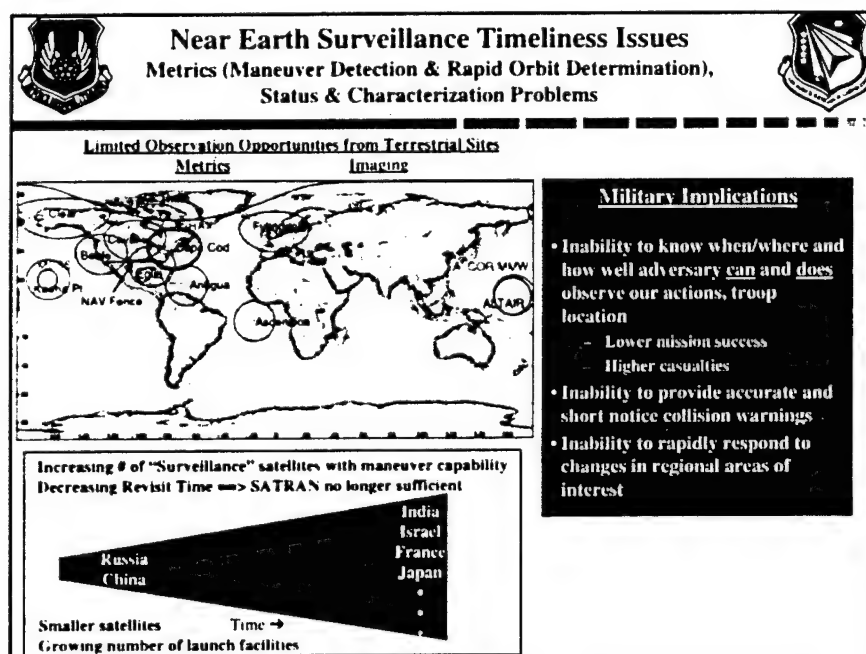 Near Earth Surveillance Timeliness Issues
Metrics (Maneuver Detection & Rapid Orbit Determination),
Status & Characterization Problems
Limited Observation Opportunities from Terrestrial Sites
Metrics Imaging
Clear
Cape Cod
Eglin
NAV Fence
Antigua
Ascension
ALTAIR
Military Implications
• Inability to know when/where and
how well adversary can and does
observe our actions, troop
location
– Lower mission success
– Higher casualties
• Inability to provide accurate and
short notice collision warnings
• Inability to rapidly respond to
changes in regional areas of
interest
Increasing # of "Surveillance" satellites with maneuver capability
Decreasing Revisit Time ==> SATRAN no longer sufficient
Russia
China
India
Israel
France
Japan
Smaller satellites Time →
Growing number of launch facilities